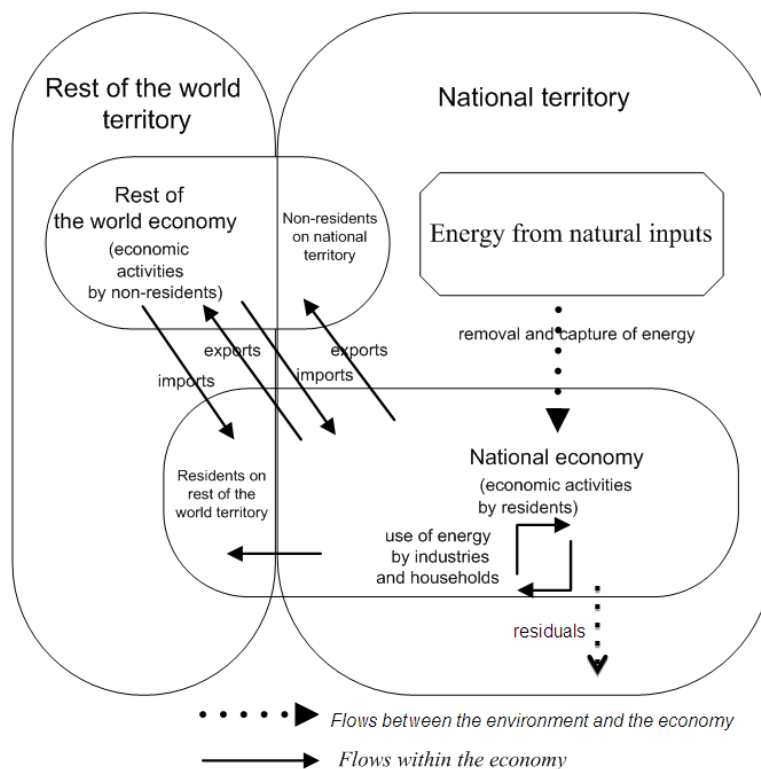 Rest of the world
territory
National territory
Rest of
the world economy
(economic
activities
by non-residents)
Non-residents
on national
territory
Energy from natural inputs
removal and capture of energy
exports
exports
imports
imports
National economy
(economic activities
by residents)
Residents on
rest of the
world territory
use of energy
by industries
and households
residuals
Flows between the environment and the economy
Flows within the economy